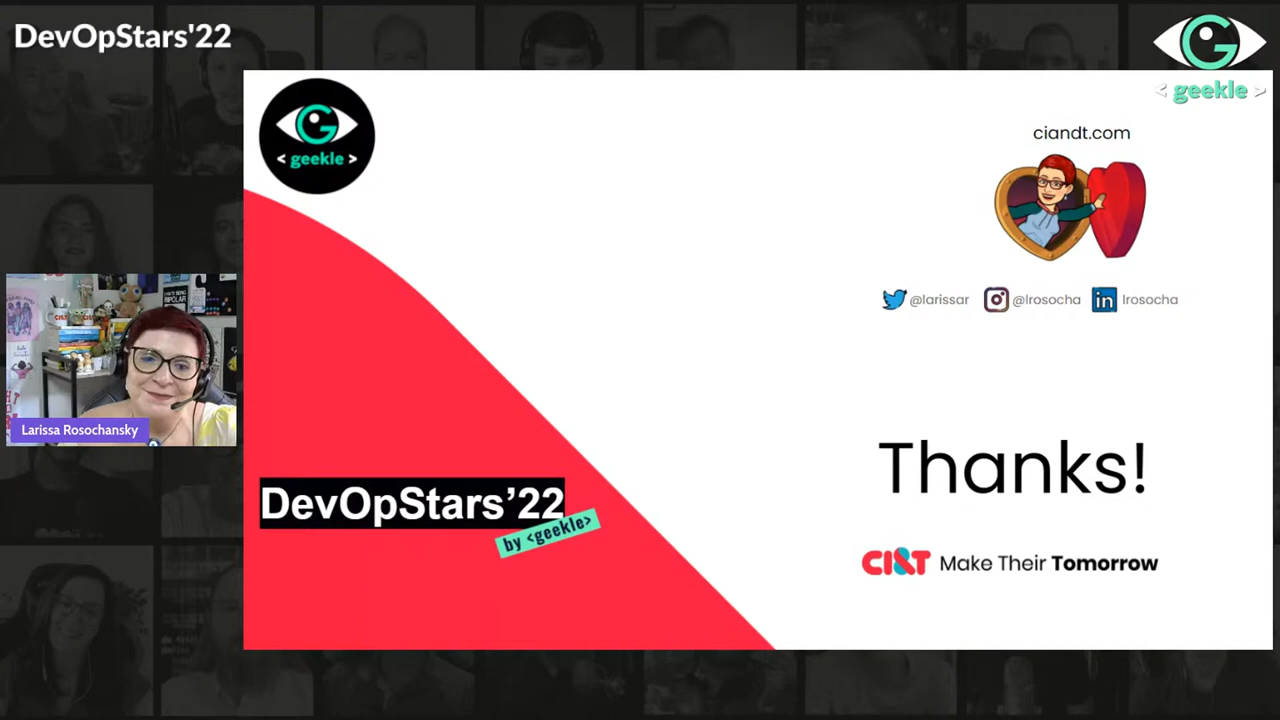 DevOpStars'22
G
< geekle >
G
< geekle >
ciandt.com
@larissar
@lrosocha
in
lrosocha
Larissa Rosochansky
Thanks!
DevOpStars’22
by <geekle>
CI&T Make Their Tomorrow